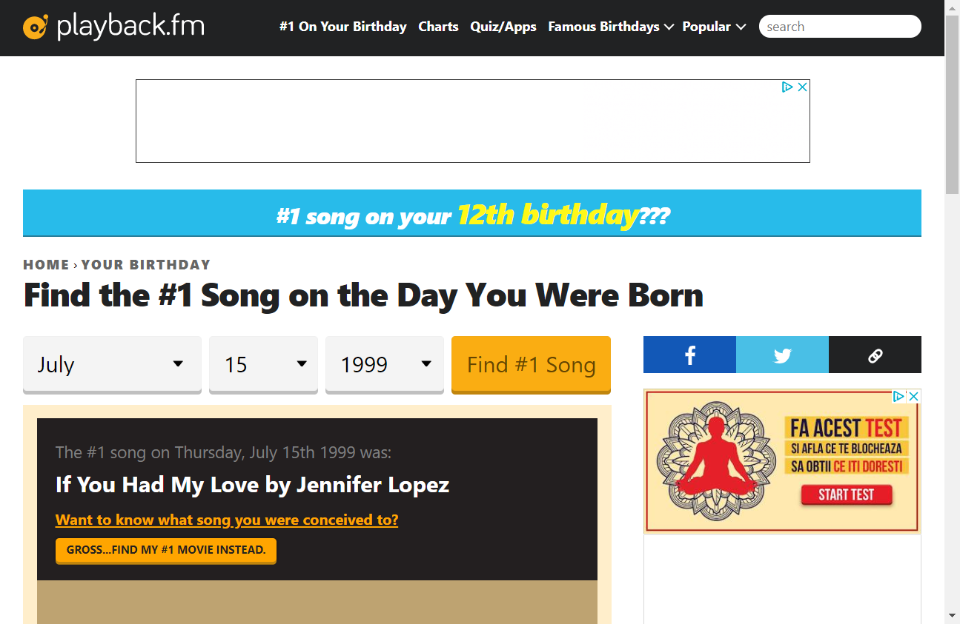 playback.fm
#1 On Your Birthday Charts Quiz/Apps Famous Birthdays Popular search
#1 song on your 12th birthday???
HOME › YOUR BIRTHDAY
Find the #1 Song on the Day You Were Born
July 15 1999 Find #1 Song
The #1 song on Thursday, July 15th 1999 was:
If You Had My Love by Jennifer Lopez
Want to know what song you were conceived to?
GROSS...FIND MY #1 MOVIE INSTEAD.
FA ACEST TEST
SI AFLA CE TE BLOCHEAZA
SA OBTII CE ITI DORESTI
START TEST